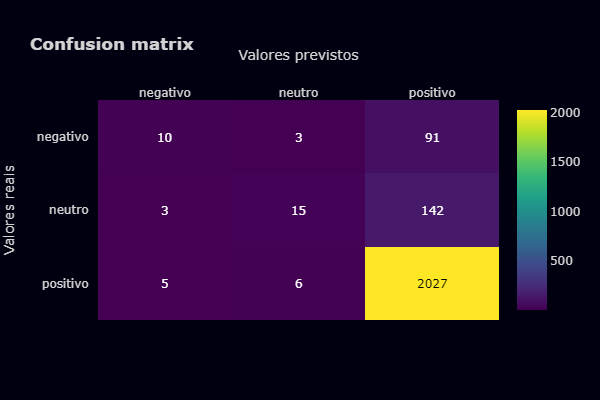 Confusion matrix
Valores previstos
negativo neutro positivo
negativo 10 3 91
neutro 3 15 142
positivo 5 6 2027
Valores reais
2000
1500
1000
500